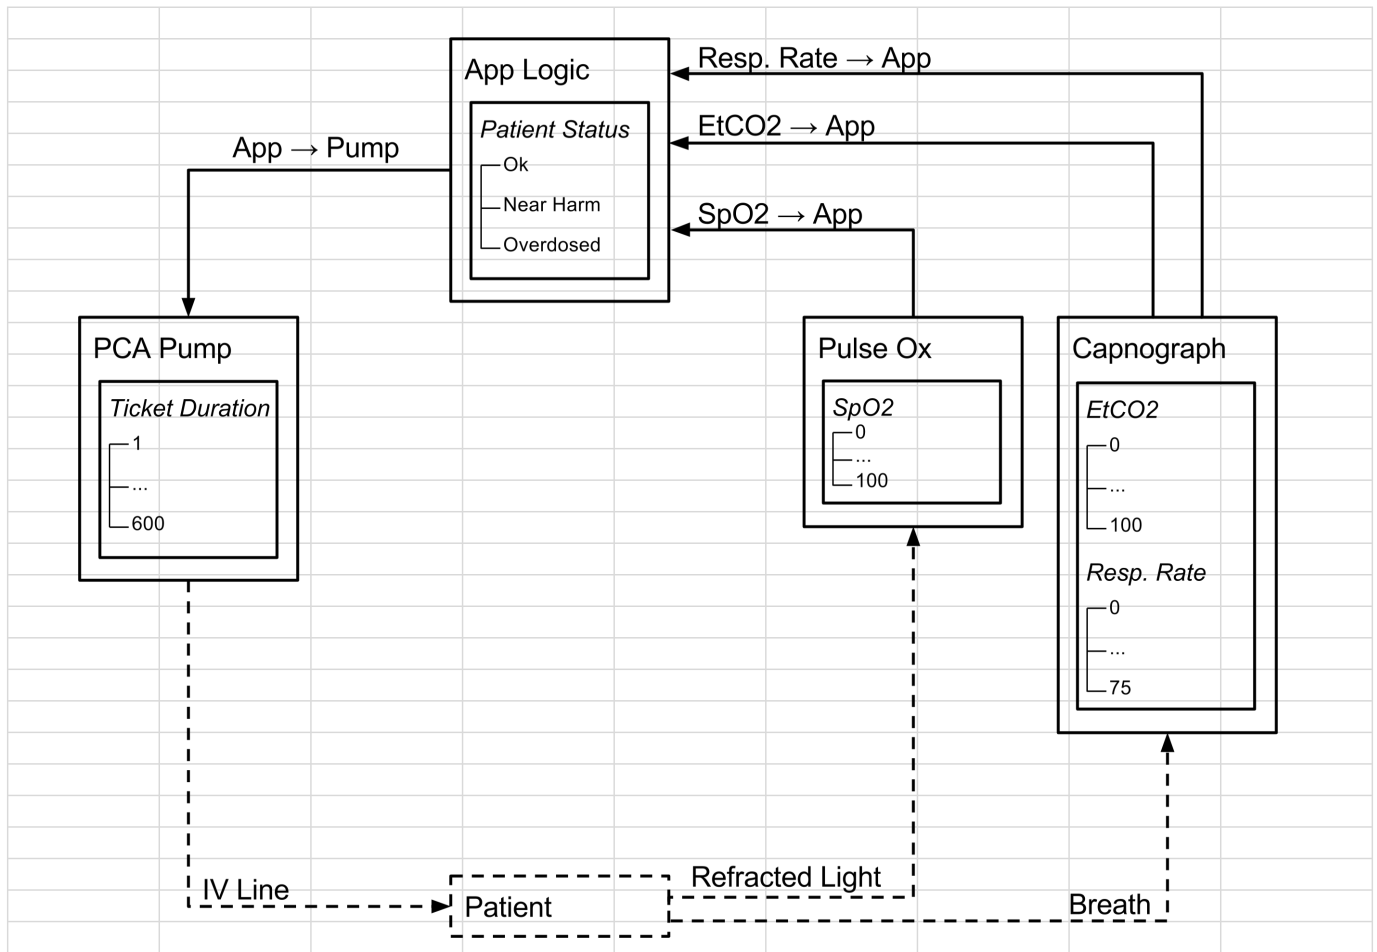 App Logic
Patient Status
Ok
Near Harm
Overdosed
Resp. Rate → App
EtCO2 → App
SpO2 → App
App → Pump
PCA Pump
Ticket Duration
1
...
600
Pulse Ox
SpO2
0
...
100
Capnograph
EtCO2
0
...
100
Resp. Rate
0
...
75
IV Line
Patient
Refracted Light
Breath